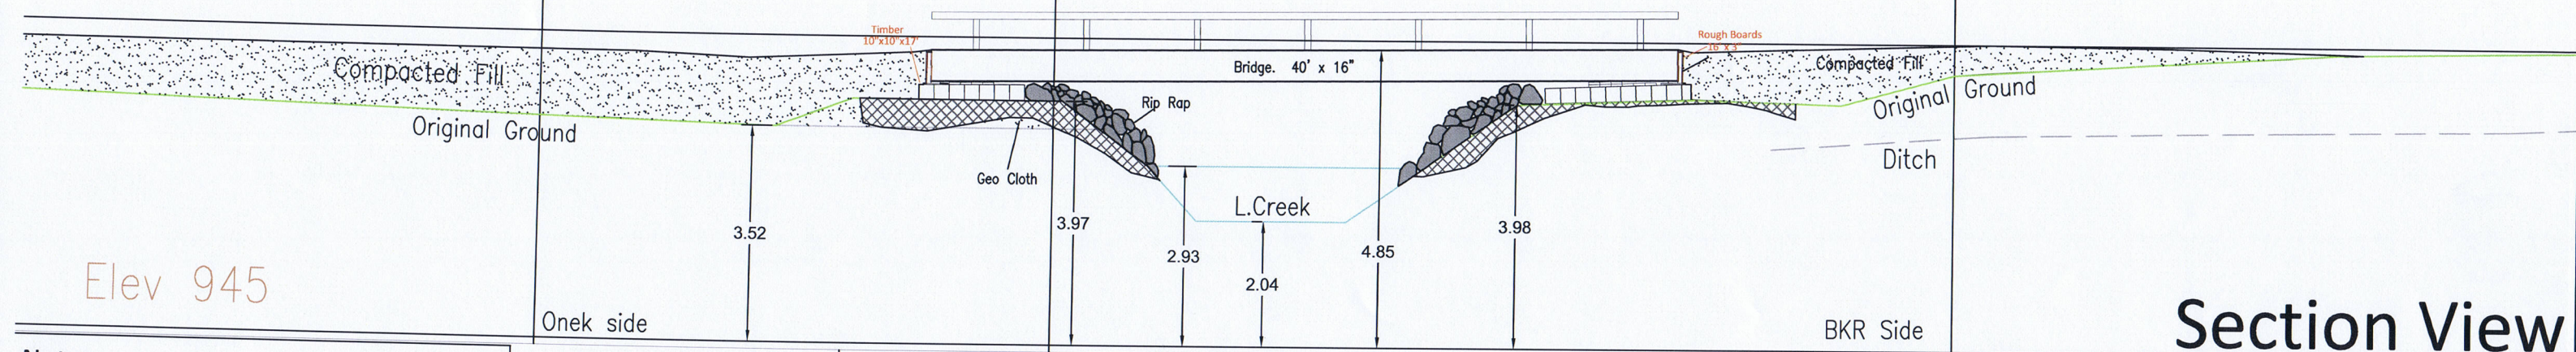 Timber
10"x10"x17'
Rough Boards
16"x3"
Compacted Fill
Bridge. 40' x 16"
Compacted Fill
Rip Rap
Original Ground
Original Ground
Ditch
Geo Cloth
L.Creek
3.52
3.97
2.93
2.04
4.85
3.98
Elev 945
Onek side
BKR Side
Section View